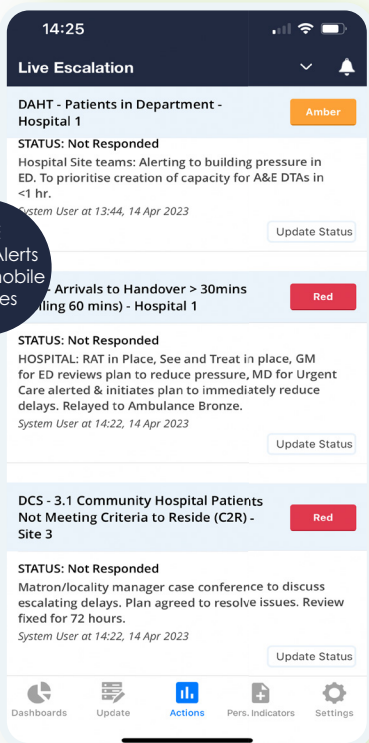 14:25
Live Escalation
DAHT - Patients in Department -
Hospital 1
Amber
STATUS: Not Responded
Hospital Site teams: Alerting to building pressure in
ED. To prioritise creation of capacity for A&E DTAs in
<1 hr.
System User at 13:44, 14 Apr 2023
Update Status
Alerts
- Arrivals to Handover > 30mins
60 mins) - Hospital 1
Red
STATUS: Not Responded
HOSPITAL: RAT in Place, See and Treat in place, GM
for ED reviews plan to reduce pressure, MD for Urgent
Care alerted & initiates plan to immediately reduce
delays. Relayed to Ambulance Bronze.
System User at 14:22, 14 Apr 2023
Update Status
DCS - 3.1 Community Hospital Patients
Not Meeting Criteria to Reside (C2R) -
Site 3
Red
STATUS: Not Responded
Matron/locality manager case conference to discuss
escalating delays. Plan agreed to resolve issues. Review
fixed for 72 hours.
System User at 14:22, 14 Apr 2023
Update Status
Dashboards
Update
Actions
Pers. Indicators
Settings